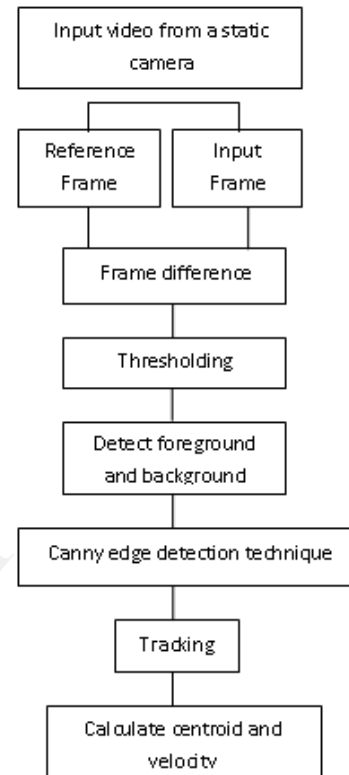 Input video from a static
camera
Reference
Frame
Input
Frame
Frame difference
Thresholding
Detect foreground
and background
Canny edge detection technique
Tracking
Calculate centroid and
velocity